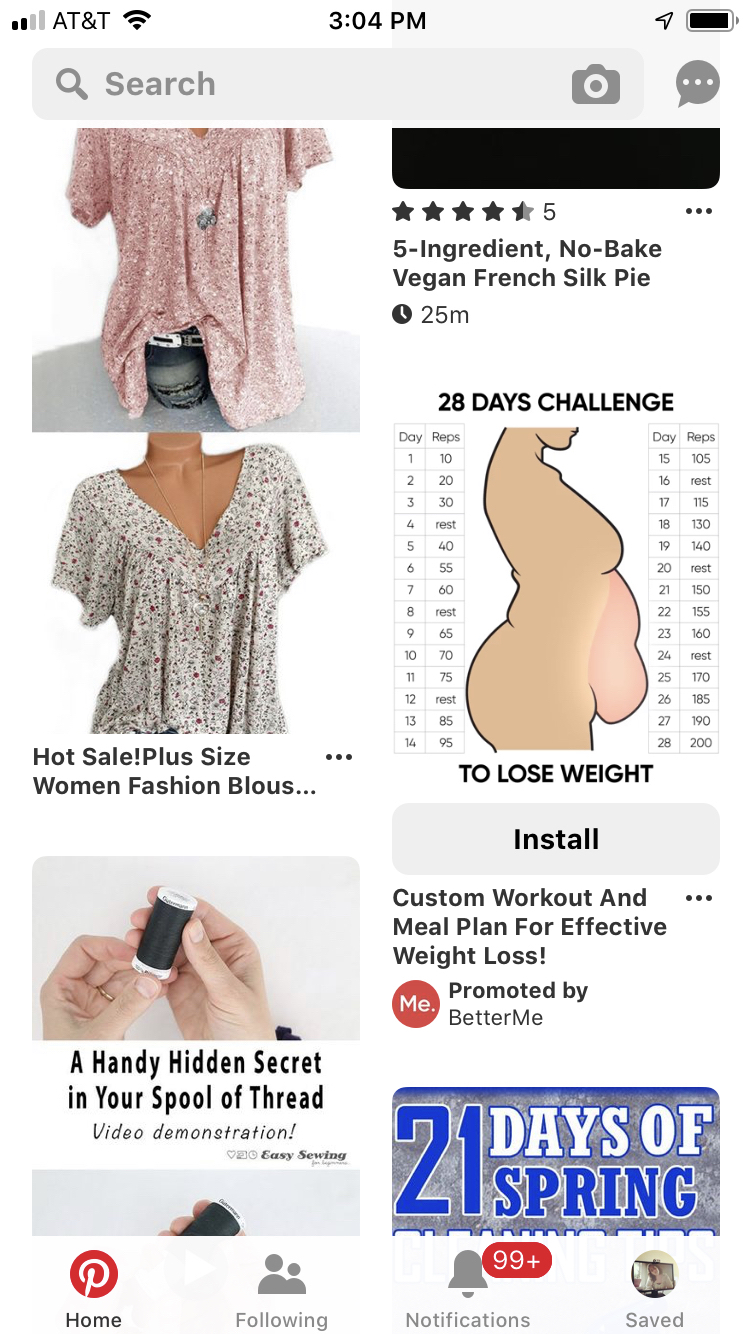 AT&T
3:04 PM
Search
5
5-Ingredient, No-Bake
Vegan French Silk Pie
25m
Hot Sale!Plus Size
Women Fashion Blous...
28 DAYS CHALLENGE
Day Reps
1 10
2 20
3 30
4 rest
5 40
6 55
7 60
8 rest
9 65
10 70
11 75
12 rest
13 85
14 95
Day Reps
15 105
16 rest
17 115
18 130
19 140
20 rest
21 150
22 155
23 160
24 rest
25 170
26 185
27 190
28 200
TO LOSE WEIGHT
Install
Custom Workout And
Meal Plan For Effective
Weight Loss!
Me.
Promoted by
BetterMe
Gutermann
A Handy Hidden Secret
in Your Spool of Thread
Video demonstration!
Easy Sewing
for beginners
Gutermann
21 DAYS OF
SPRING
CLEANING TIPS
99+
Home
Following
Notifications
Saved